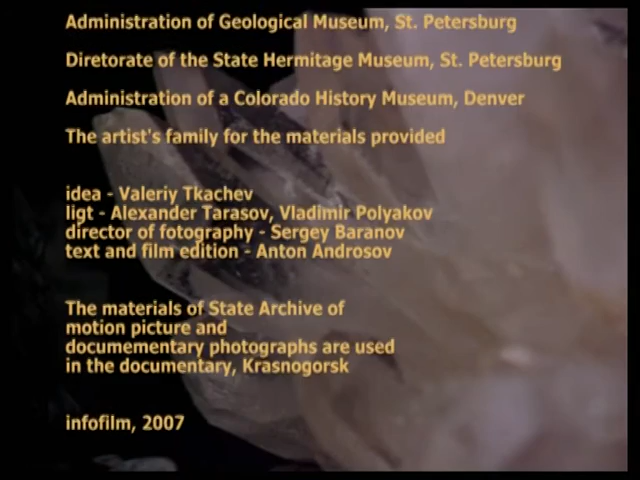 Administration of Geological Museum, St. Petersburg
Diretorate of the State Hermitage Museum, St. Petersburg
Administration of a Colorado History Museum, Denver
The artist's family for the materials provided
idea - Valeriy Tkachev
ligt - Alexander Tarasov, Vladimir Polyakov
director of fotography - Sergey Baranov
text and film edition - Anton Androsov
The materials of State Archive of
motion picture and
documementary photographs are used
in the documentary, Krasnogorsk
infofilm, 2007